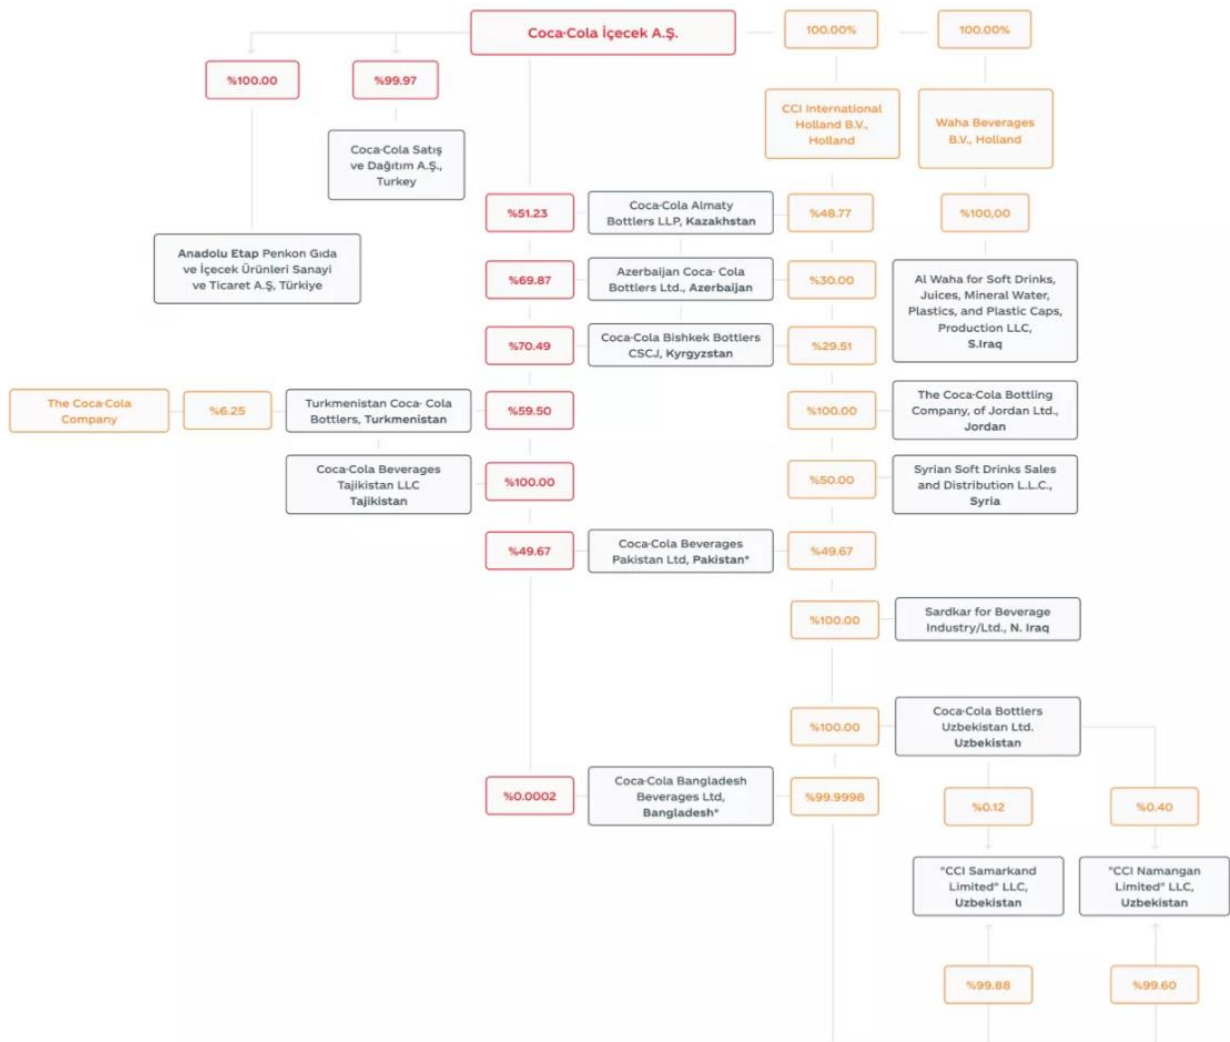 Coca-Cola İçecek A.Ş.
100.00%
100.00%
%100.00
%99.97
CCI International
Holland B.V.,
Holland
Waha Beverages
B.V., Holland
Coca-Cola Satış
ve Dağıtım A.Ş.,
Turkey
%51.23
Coca-Cola Almaty
Bottlers LLP, Kazakhstan
%48.77
%100,00
Anadolu Etap Penkon Gıda
ve İçecek Ürünleri Sanayi
ve Ticaret A.Ş, Türkiye
%69.87
Azerbaijan Coca- Cola
Bottlers Ltd., Azerbaijan
%30.00
Al Waha for Soft Drinks,
Juices, Mineral Water,
Plastics, and Plastic Caps,
Production LLC,
S.Iraq
%70.49
Coca-Cola Bishkek Bottlers
CSCJ, Kyrgyzstan
%29.51
The Coca-Cola
Company
%6.25
Turkmenistan Coca- Cola
Bottlers, Turkmenistan
%59.50
%100.00
The Coca-Cola Bottling
Company, of Jordan Ltd.,
Jordan
Coca-Cola Beverages
Tajikistan LLC
Tajikistan
%100.00
%50.00
Syrian Soft Drinks Sales
and Distribution L.L.C.,
Syria
%49.67
Coca-Cola Beverages
Pakistan Ltd, Pakistan*
%49.67
%100.00
Sardkar for Beverage
Industry/Ltd., N. Iraq
%100.00
Coca-Cola Bottlers
Uzbekistan Ltd.
Uzbekistan
%0.0002
Coca-Cola Bangladesh
Beverages Ltd,
Bangladesh*
%99.9998
%0.12
%0.40
"CCI Samarkand
Limited" LLC,
Uzbekistan
"CCI Namangan
Limited" LLC,
Uzbekistan
%99.88
%99.60